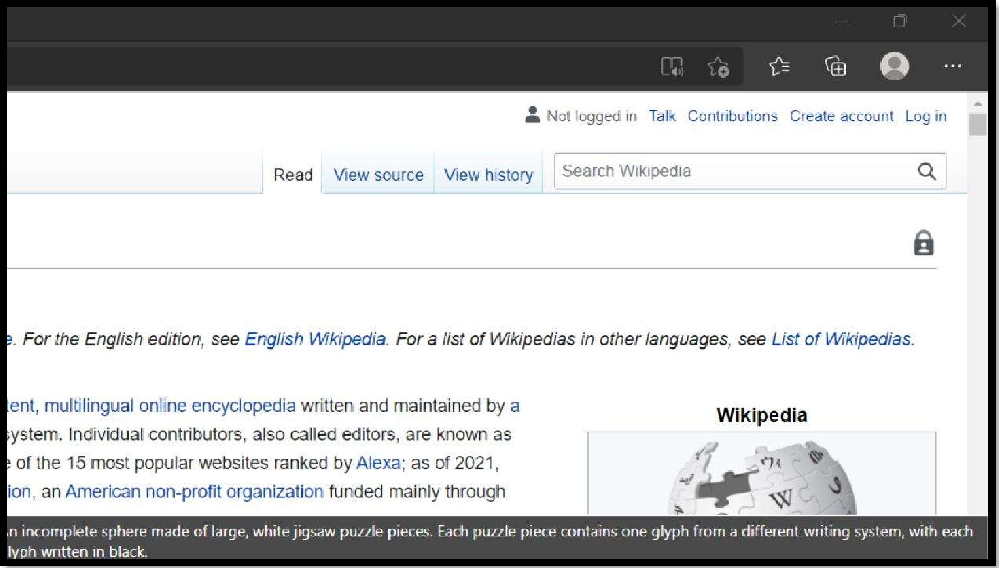 Not logged in Talk Contributions Create account Log in
Read View source View history Search Wikipedia
e. For the English edition, see English Wikipedia. For a list of Wikipedias in other languages, see List of Wikipedias.
tent, multilingual online encyclopedia written and maintained by a
system. Individual contributors, also called editors, are known as
e of the 15 most popular websites ranked by Alexa; as of 2021,
ion, an American non-profit organization funded mainly through
Wikipedia
W
n incomplete sphere made of large, white jigsaw puzzle pieces. Each puzzle piece contains one glyph from a different writing system, with each
lyph written in black.